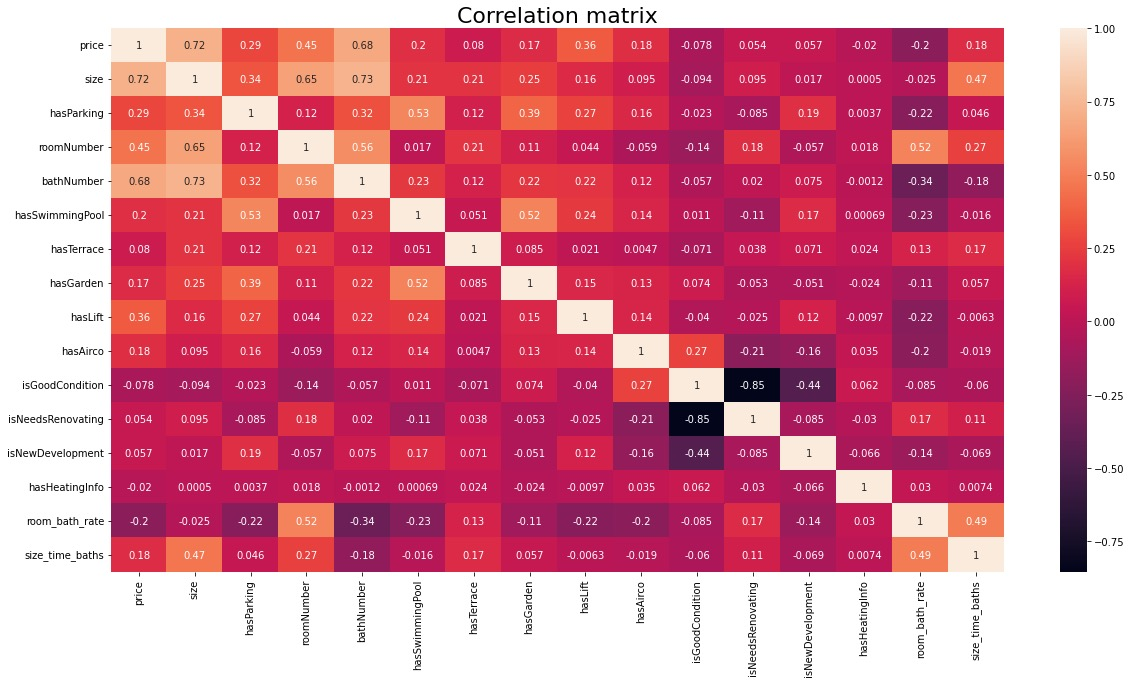 Correlation matrix
price 1 0.72 0.29 0.45 0.68 0.2 0.08 0.17 0.36 0.18 -0.078 0.054 0.057 -0.02 -0.2 0.18
size 0.72 1 0.34 0.65 0.73 0.21 0.21 0.25 0.16 0.095 -0.094 0.095 0.017 0.0005 -0.025 0.47
hasParking 0.29 0.34 1 0.12 0.32 0.53 0.12 0.39 0.27 0.16 -0.023 -0.085 0.19 0.0037 -0.22 0.046
roomNumber 0.45 0.65 0.12 1 0.56 0.017 0.21 0.11 0.044 -0.059 -0.14 0.18 -0.057 0.018 0.52 0.27
bathNumber 0.68 0.73 0.32 0.56 1 0.23 0.12 0.22 0.22 0.12 -0.057 0.02 0.075 -0.0012 -0.34 -0.18
hasSwimmingPool 0.2 0.21 0.53 0.017 0.23 1 0.051 0.52 0.24 0.14 0.011 -0.11 0.17 0.00069 -0.23 -0.016
hasTerrace 0.08 0.21 0.12 0.21 0.12 0.051 1 0.085 0.021 0.0047 -0.071 0.038 0.071 0.024 0.13 0.17
hasGarden 0.17 0.25 0.39 0.11 0.22 0.52 0.085 1 0.15 0.13 0.074 -0.053 -0.051 -0.024 -0.11 0.057
hasLift 0.36 0.16 0.27 0.044 0.22 0.24 0.021 0.15 1 0.14 -0.04 -0.025 0.12 -0.0097 -0.22 -0.0063
hasAirco 0.18 0.095 0.16 -0.059 0.12 0.14 0.0047 0.13 0.14 1 0.27 -0.21 -0.16 0.035 -0.2 -0.019
isGoodCondition -0.078 -0.094 -0.023 -0.14 -0.057 0.011 -0.071 0.074 -0.04 0.27 1 -0.85 -0.44 0.062 -0.085 -0.06
isNeedsRenovating 0.054 0.095 -0.085 0.18 0.02 -0.11 0.038 -0.053 -0.025 -0.21 -0.85 1 -0.085 -0.03 0.17 0.11
isNewDevelopment 0.057 0.017 0.19 -0.057 0.075 0.17 0.071 -0.051 0.12 -0.16 -0.44 -0.085 1 -0.066 -0.14 -0.069
hasHeatingInfo -0.02 0.0005 0.0037 0.018 -0.0012 0.00069 0.024 -0.024 -0.0097 0.035 0.062 -0.03 -0.066 1 0.03 0.0074
room_bath_rate -0.2 -0.025 -0.22 0.52 -0.34 -0.23 0.13 -0.11 -0.22 -0.2 -0.085 0.17 -0.14 0.03 1 0.49
size_time_baths 0.18 0.47 0.046 0.27 -0.18 -0.016 0.17 0.057 -0.0063 -0.019 -0.06 0.11 -0.069 0.0074 0.49 1
price
size
hasParking
roomNumber
bathNumber
hasSwimmingPool
hasTerrace
hasGarden
hasLift
hasAirco
isGoodCondition
isNeedsRenovating
isNewDevelopment
hasHeatingInfo
room_bath_rate
size_time_baths
1.00
0.75
0.50
0.25
0.00
−0.25
−0.50
−0.75